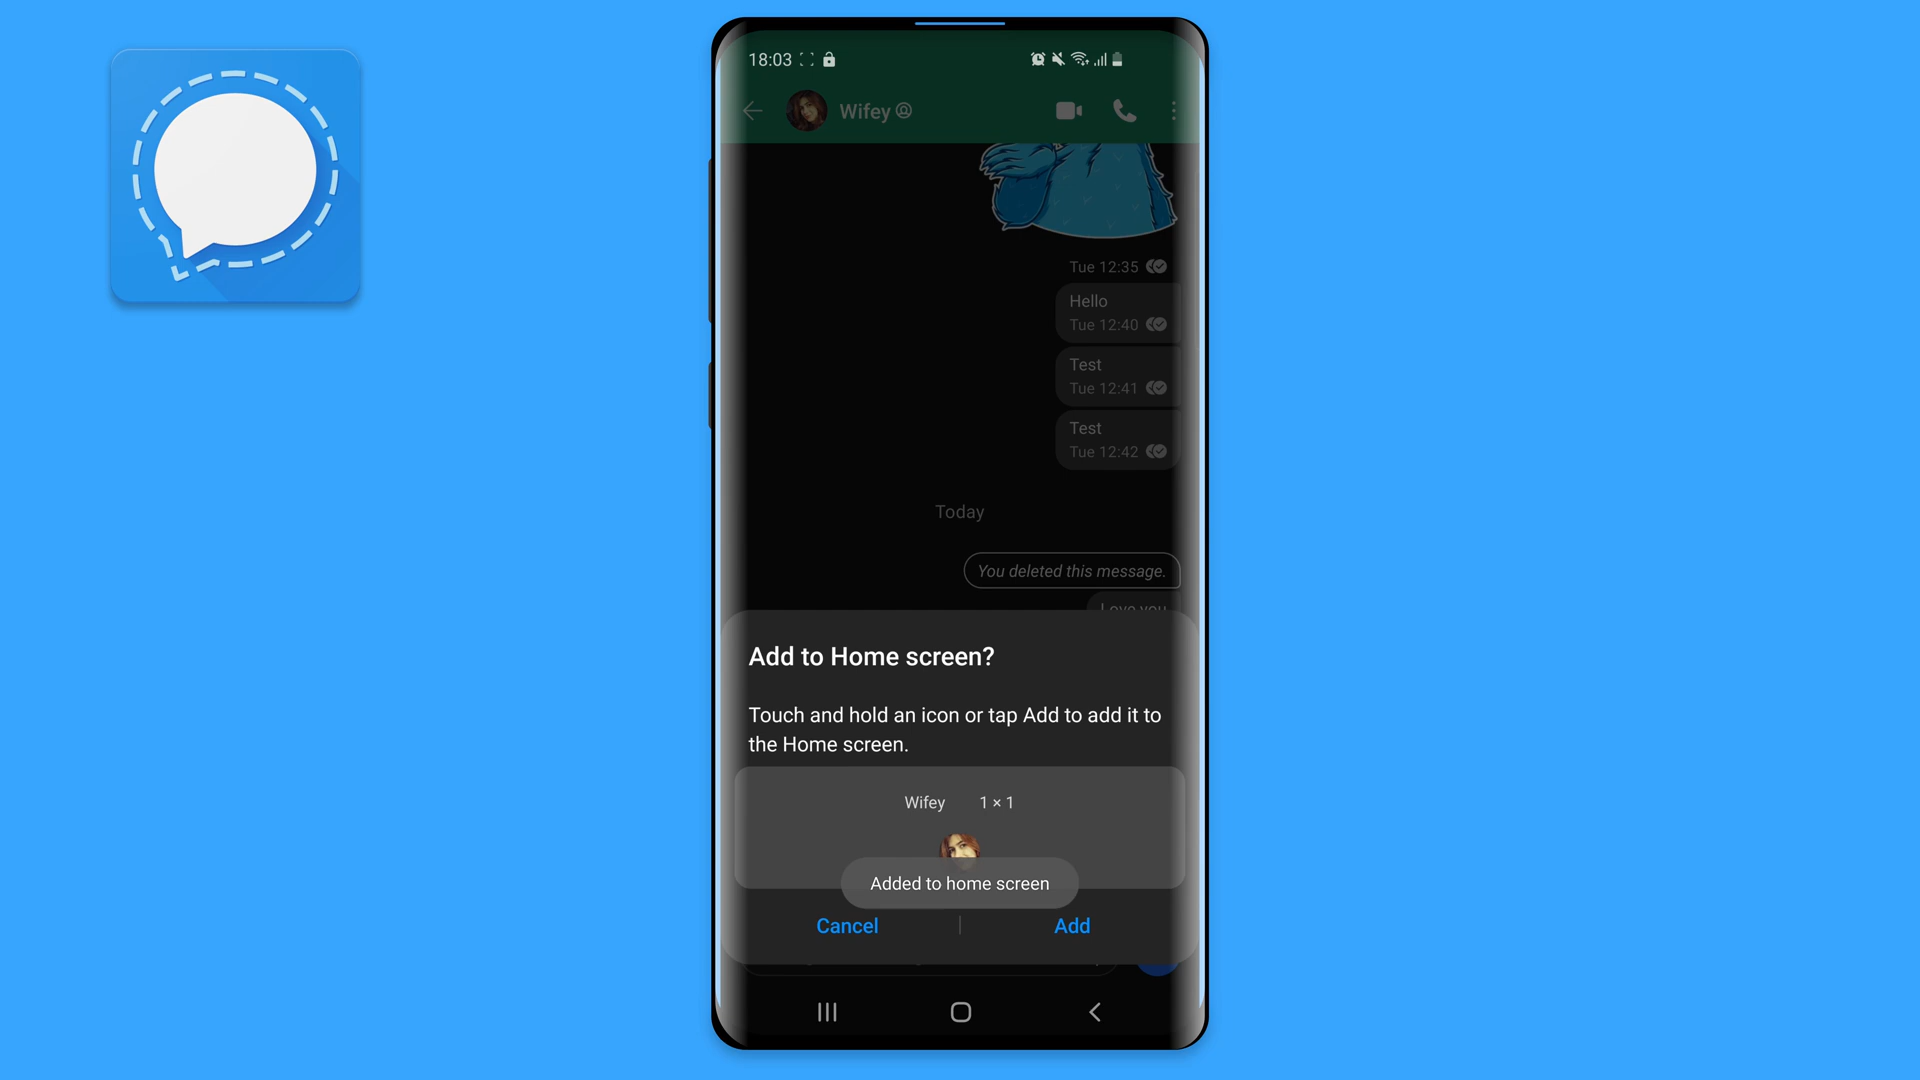 18:03
Wifey
Tue 12:35
Hello
Tue 12:40
Test
Tue 12:41
Test
Tue 12:42
Today
You deleted this message.
Love you
Add to Home screen?
Touch and hold an icon or tap Add to add it to
the Home screen.
Wifey 1 × 1
Added to home screen
Cancel | Add